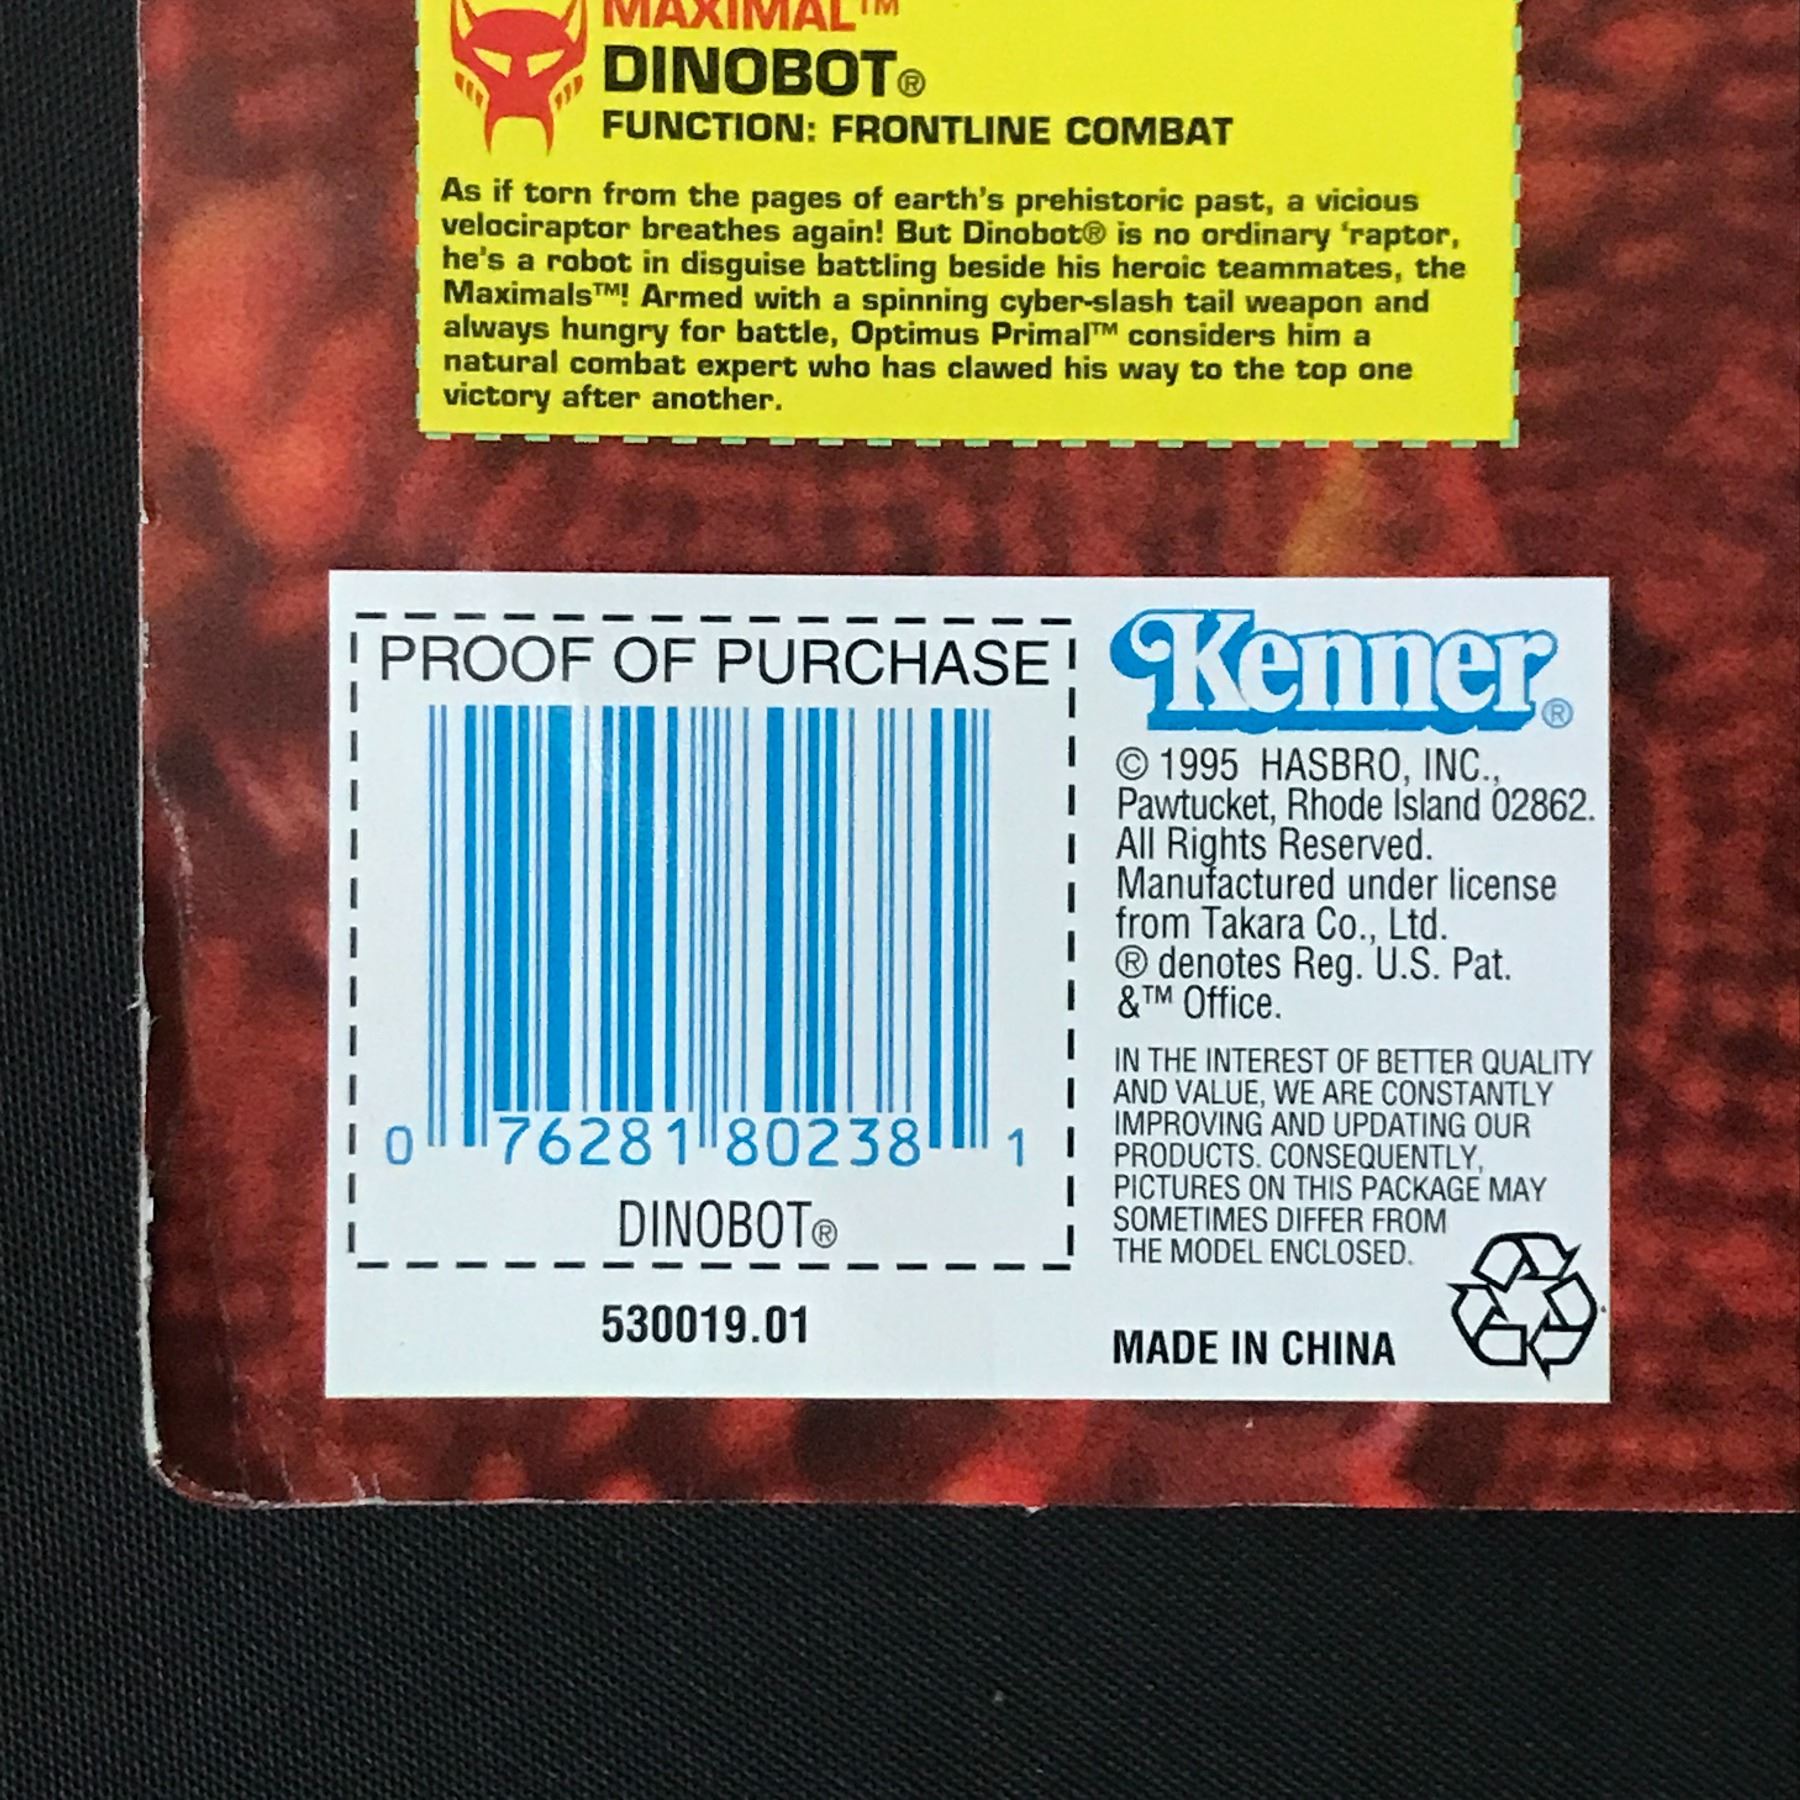 MAXIMAL™
DINOBOT®
FUNCTION: FRONTLINE COMBAT
As if torn from the pages of earth's prehistoric past, a vicious
velociraptor breathes again! But Dinobot® is no ordinary 'raptor,
he's a robot in disguise battling beside his heroic teammates, the
Maximals™! Armed with a spinning cyber-slash tail weapon and
always hungry for battle, Optimus Primal™ considers him a
natural combat expert who has clawed his way to the top one
victory after another.
PROOF OF PURCHASE
0 76281 80238 1
DINOBOT®
530019.01
Kenner®
© 1995 HASBRO, INC.,
Pawtucket, Rhode Island 02862.
All Rights Reserved.
Manufactured under license
from Takara Co., Ltd.
® denotes Reg. U.S. Pat.
&™ Office.
IN THE INTEREST OF BETTER QUALITY
AND VALUE, WE ARE CONSTANTLY
IMPROVING AND UPDATING OUR
PRODUCTS. CONSEQUENTLY,
PICTURES ON THIS PACKAGE MAY
SOMETIMES DIFFER FROM
THE MODEL ENCLOSED.
MADE IN CHINA